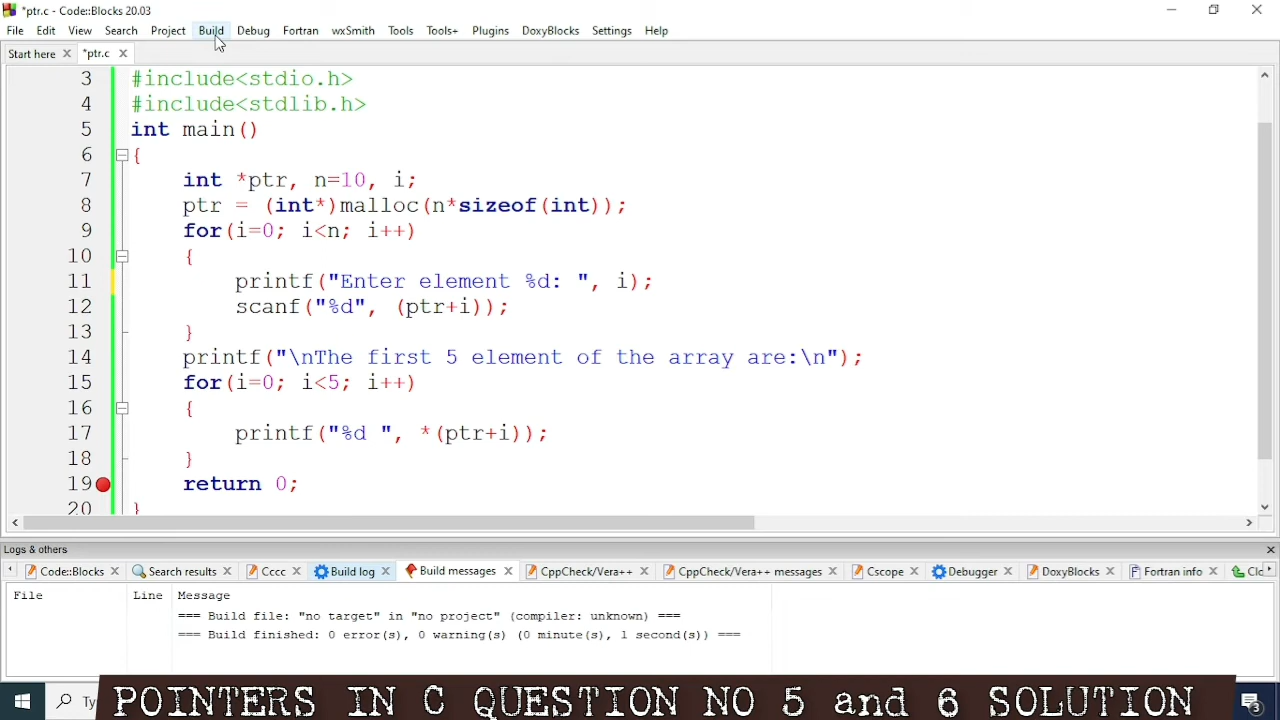 *ptr.c - Code::Blocks 20.03
File Edit View Search Project Build Debug Fortran wxSmith Tools Tools+ Plugins DoxyBlocks Settings Help
Start here *ptr.c
3 #include<stdio.h>
4 #include<stdlib.h>
5 int main()
6 {
7 int *ptr, n=10, i;
8 ptr = (int*)malloc(n*sizeof(int));
9 for(i=0; i<n; i++)
10 {
11 printf("Enter element %d: ", i);
12 scanf("%d", (ptr+i));
13 }
14 printf("\nThe first 5 element of the array are:\n");
15 for(i=0; i<5; i++)
16 {
17 printf("%d ", *(ptr+i));
18 }
19 return 0;
20 }
Logs & others
Code::Blocks Search results Cccc Build log Build messages CppCheck/Vera++ CppCheck/Vera++ messages Cscope Debugger DoxyBlocks Fortran info Clo
File Line Message
=== Build file: "no target" in "no project" (compiler: unknown) ===
=== Build finished: 0 error(s), 0 warning(s) (0 minute(s), 1 second(s)) ===
Ty
POINTERS IN C QUESTION NO 5 and 6 SOLUTION
3